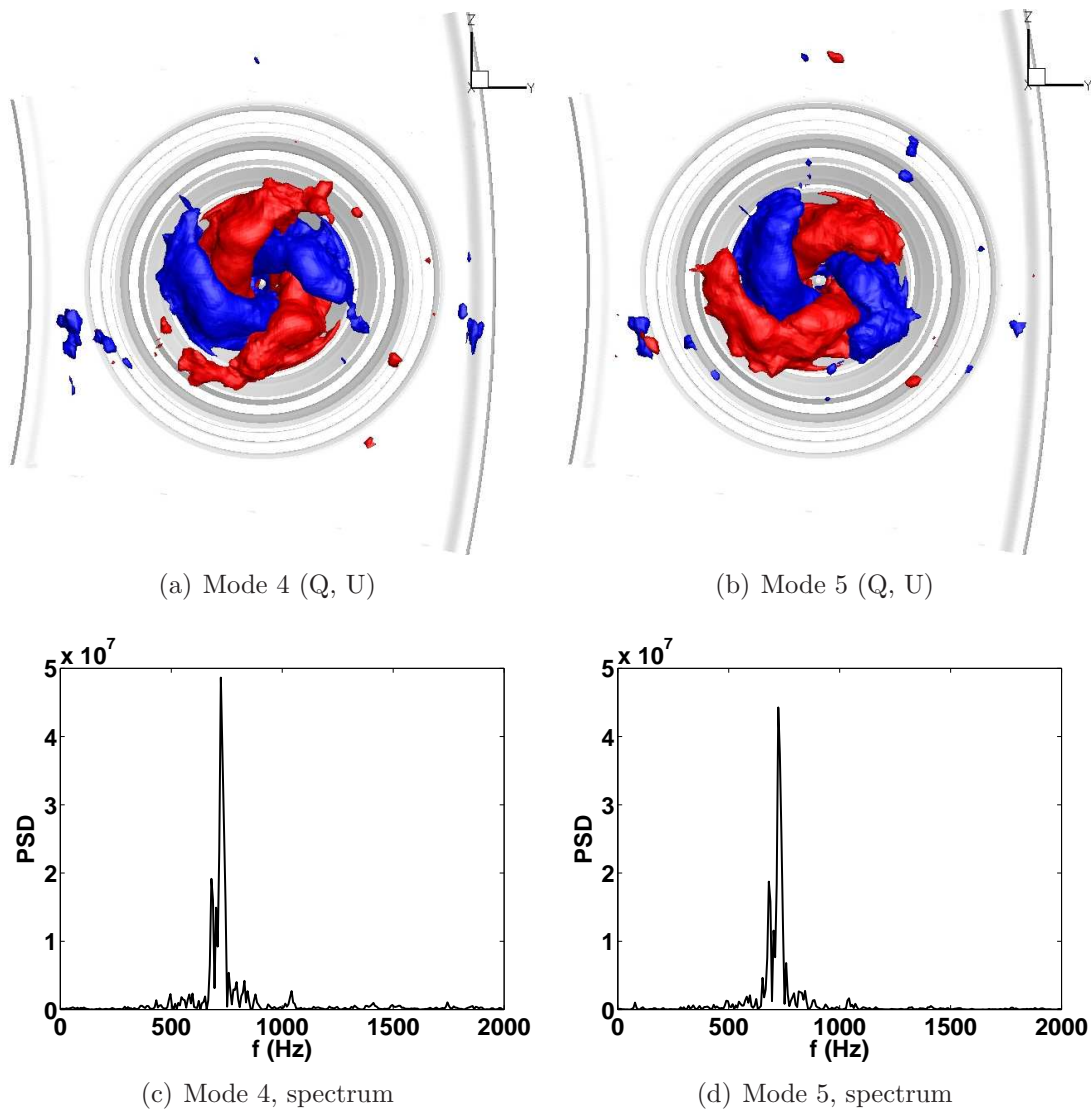 Z
X
Y
Z
X
Y
(a) Mode 4 (Q, U)
(b) Mode 5 (Q, U)
x 10^7
5
4
3
2
1
0
PSD
0 500 1000 1500 2000
f (Hz)
x 10^7
5
4
3
2
1
0
PSD
0 500 1000 1500 2000
f (Hz)
(c) Mode 4, spectrum
(d) Mode 5, spectrum